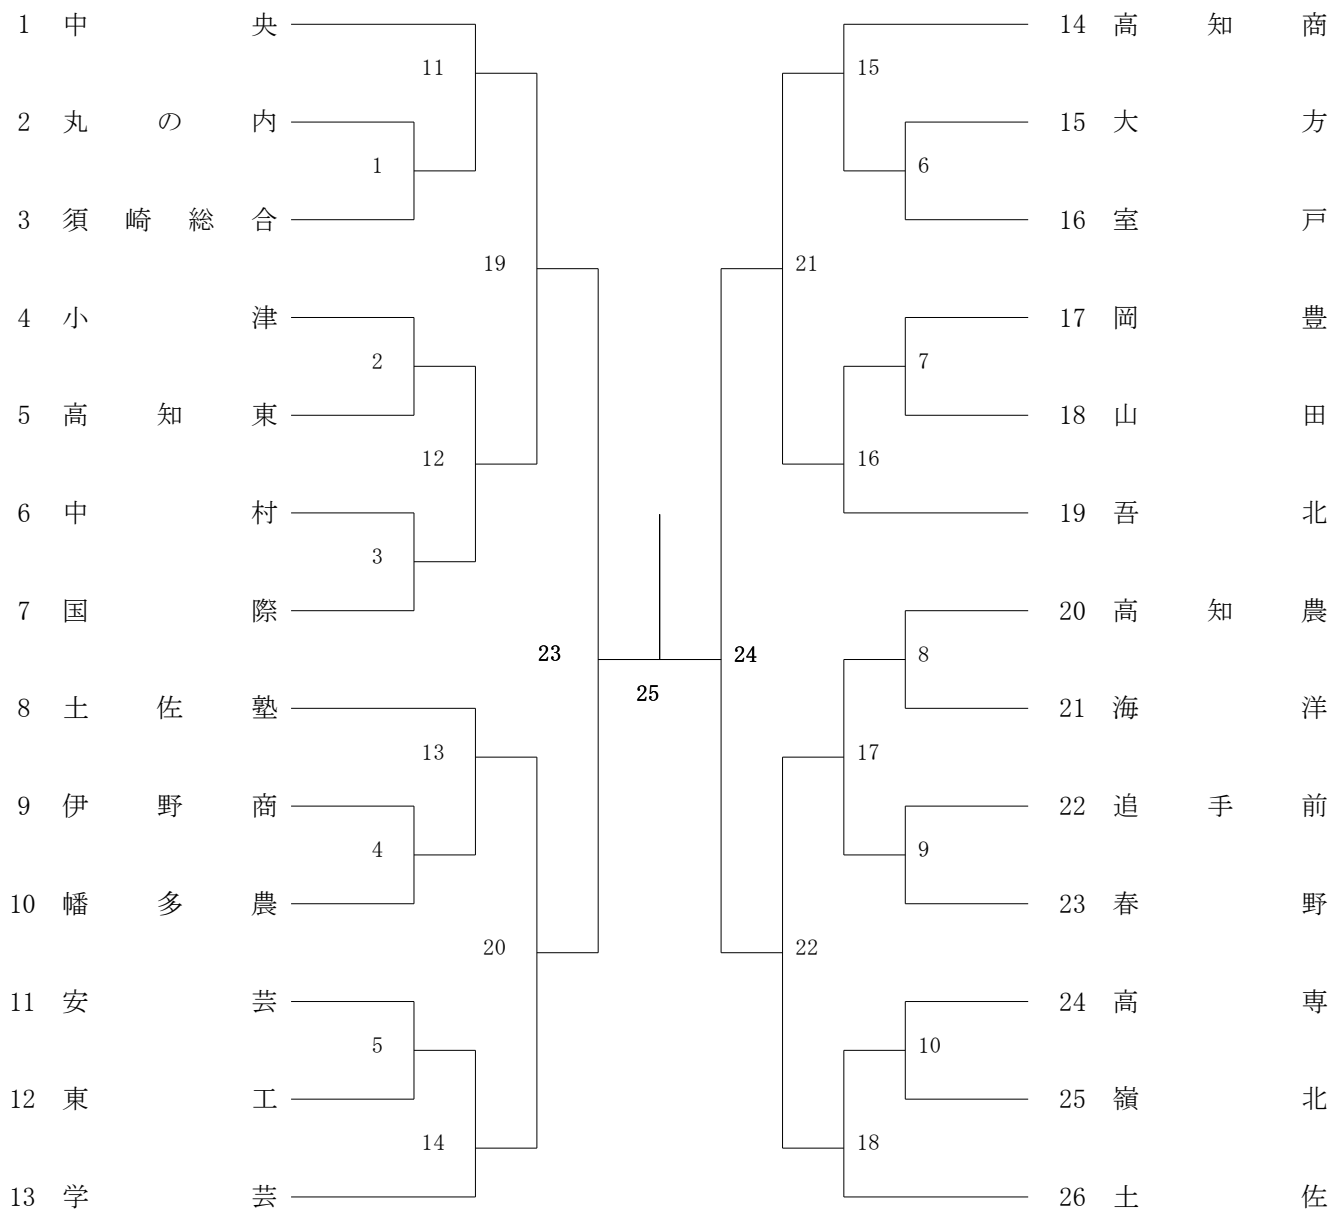 1 中央
11
2 丸の内
1
3 須崎総合
19
4 小津
2
5 高知東
12
6 中村
3
7 国際
23
8 土佐塾
13
9 伊野商
4
10 幡多農
20
11 安芸
5
12 東工
14
13 学芸
25
14 高知商
15
15 大方
6
16 室戸
21
17 岡豊
7
18 山田
16
19 吾北
20 高知農
24
8
21 海洋
17
22 追手前
9
23 春野
22
24 高専
10
25 嶺北
18
26 土佐